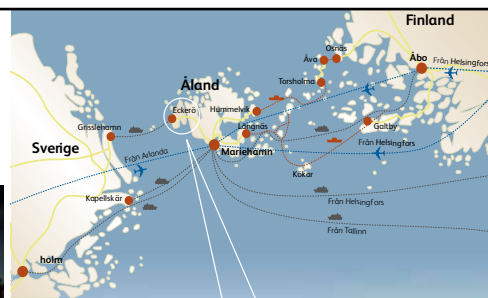 Finland
Osnäs
Åva
Åbo
Från Helsingfors
Åland
Torsholma
Eckerö
Hummelvik
Grisslehamn
Långnäs
Galtby
Sverige
Från Helsingfors
Mariehamn
Från Arlanda
Kökar
Kapellskär
Från Helsingfors
Från Tallinn
holm